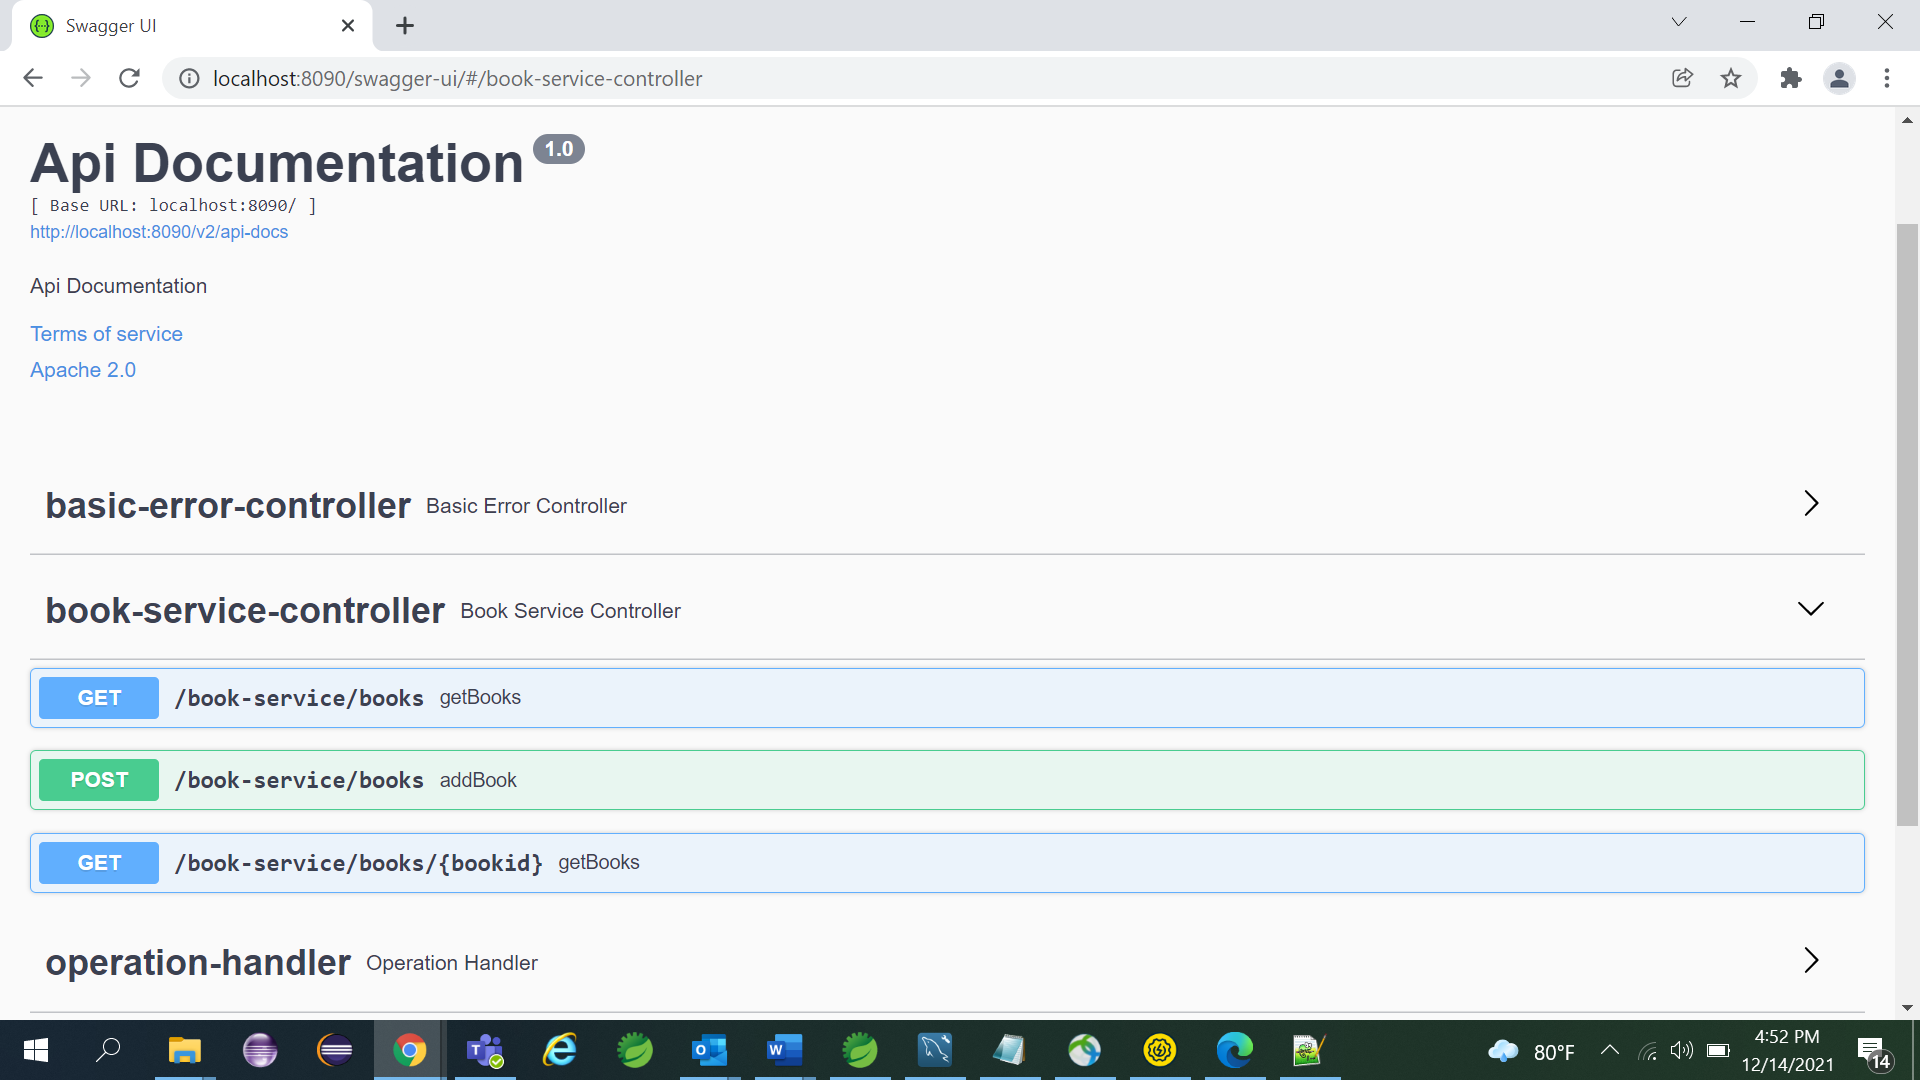 Swagger UI
localhost:8090/swagger-ui/#/book-service-controller
Api Documentation 1.0
[ Base URL: localhost:8090/ ]
http://localhost:8090/v2/api-docs
Api Documentation
Terms of service
Apache 2.0
basic-error-controller Basic Error Controller
book-service-controller Book Service Controller
GET /book-service/books getBooks
POST /book-service/books addBook
GET /book-service/books/{bookid} getBooks
operation-handler Operation Handler
80°F
4:52 PM
12/14/2021
14